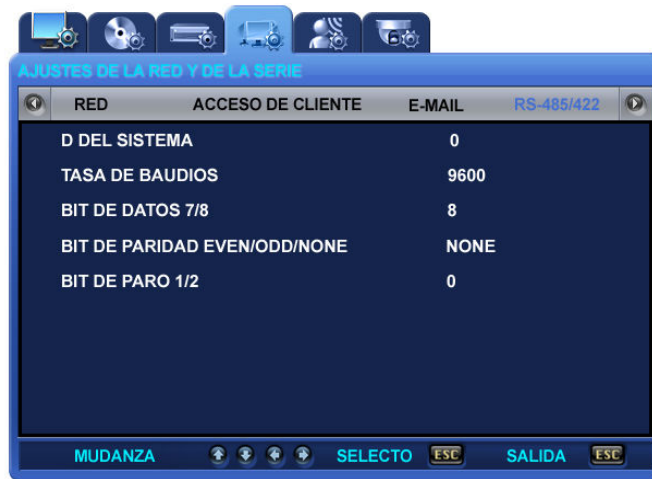 AJUSTES DE LA RED Y DE LA SERIE
RED ACCESO DE CLIENTE E-MAIL RS-485/422
D DEL SISTEMA 0
TASA DE BAUDIOS 9600
BIT DE DATOS 7/8 8
BIT DE PARIDAD EVEN/ODD/NONE NONE
BIT DE PARO 1/2 0
MUDANZA SELECTO ESC SALIDA ESC